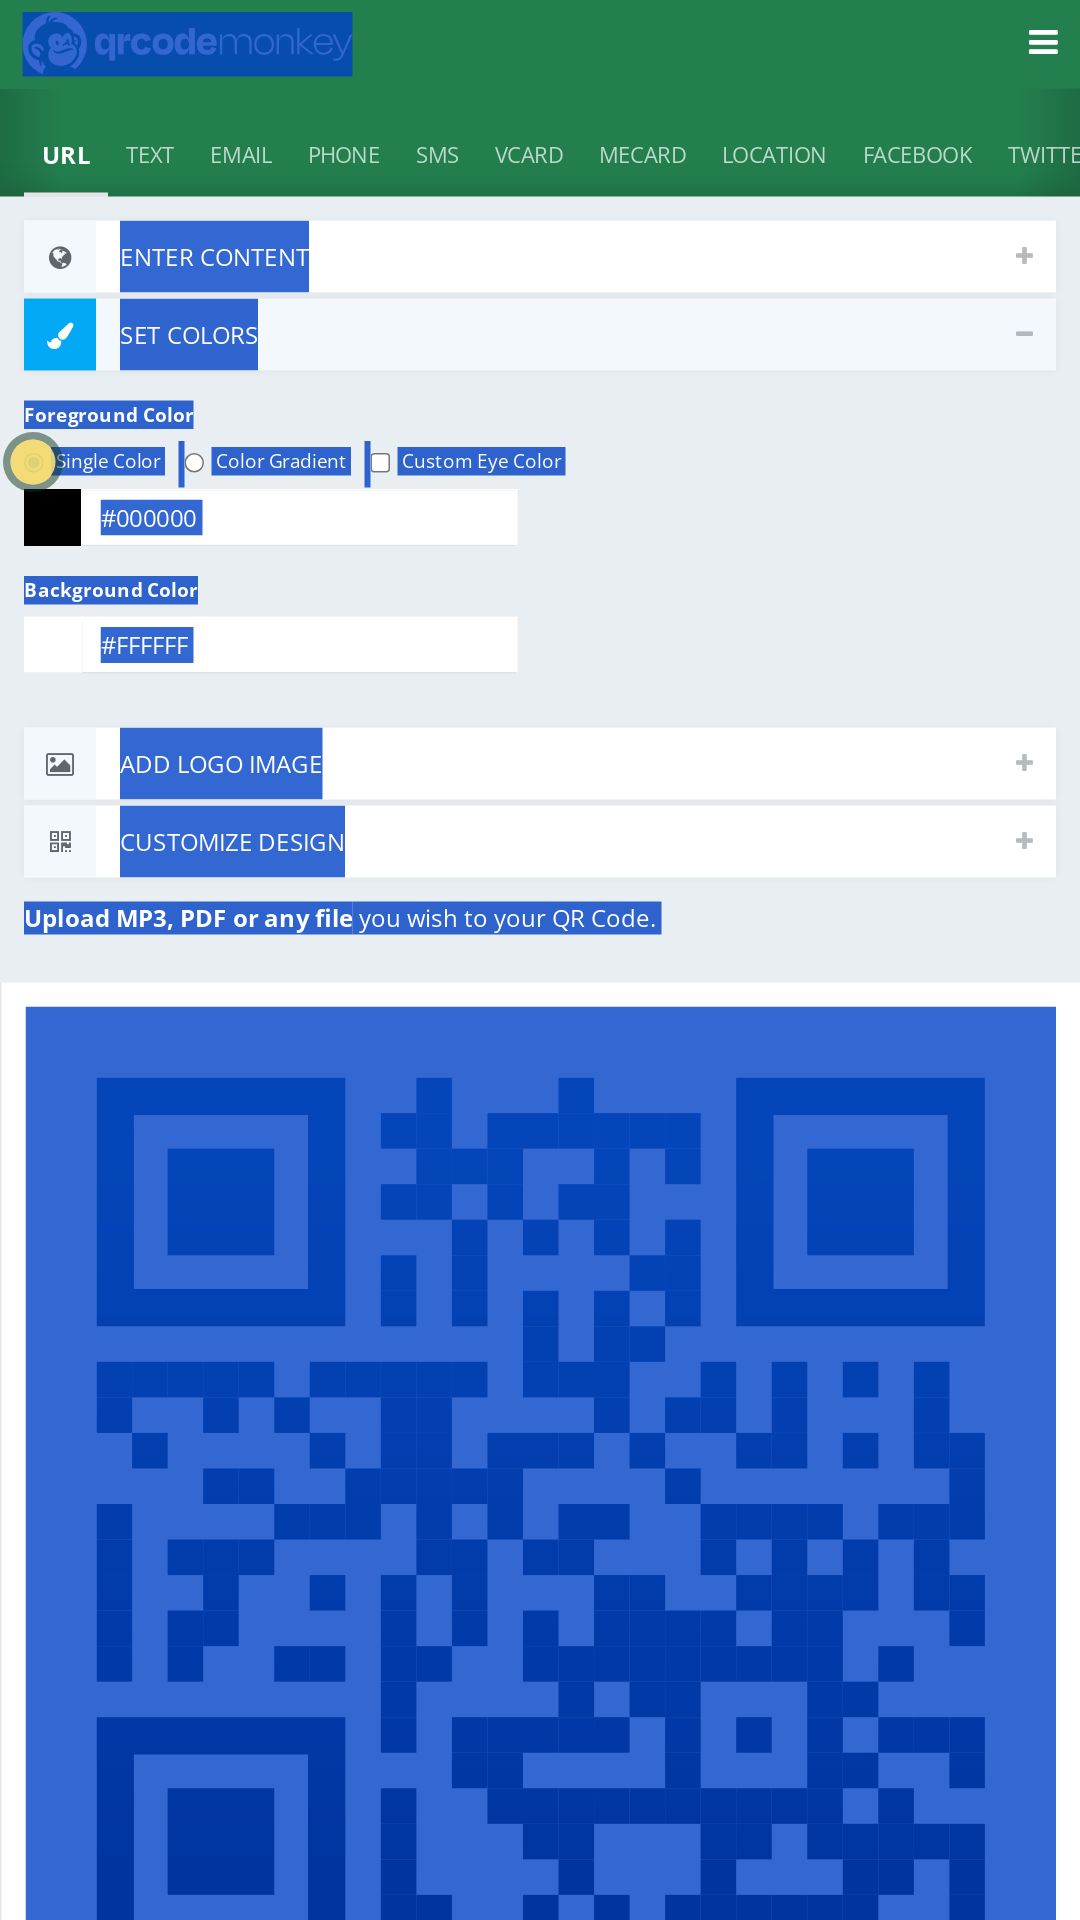 qrcodemonkey
URL TEXT EMAIL PHONE SMS VCARD MECARD LOCATION FACEBOOK TWITTE
ENTER CONTENT
SET COLORS
Foreground Color
Single Color Color Gradient Custom Eye Color
#000000
Background Color
#FFFFFF
ADD LOGO IMAGE
CUSTOMIZE DESIGN
Upload MP3, PDF or any file you wish to your QR Code.